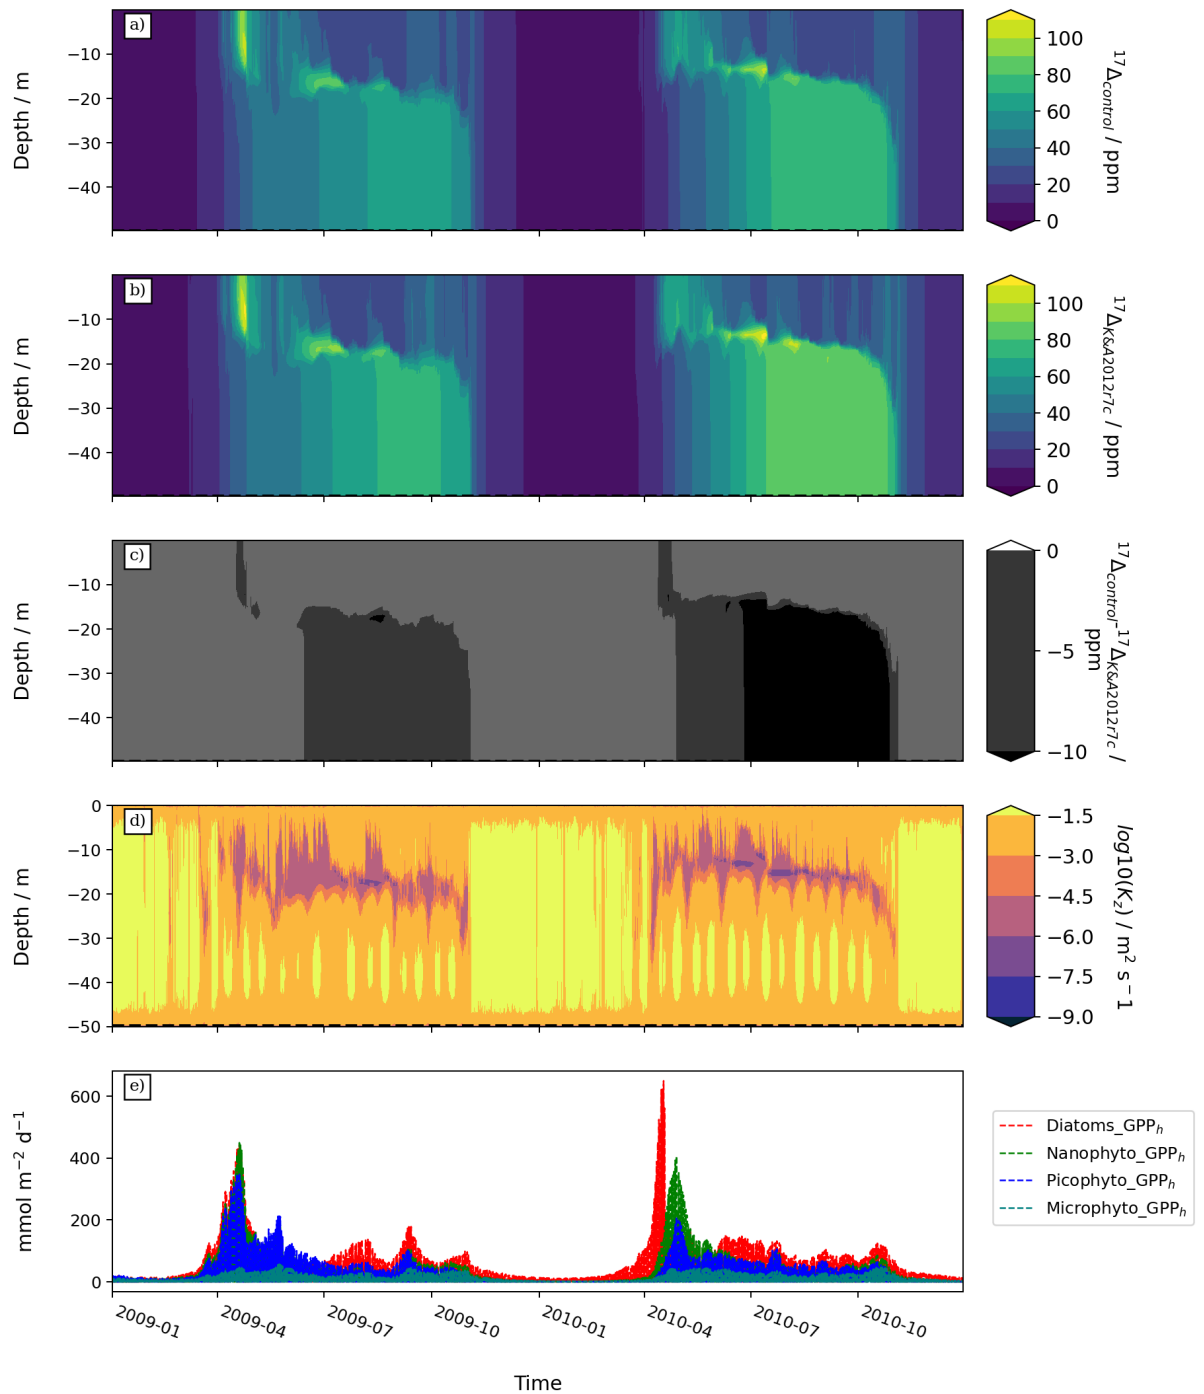 a)
Depth / m
−10
−20
−30
−40
100
80
60
40
20
0
¹⁷Δcontrol / ppm
b)
Depth / m
−10
−20
−30
−40
100
80
60
40
20
0
¹⁷ΔK&A2012r7c / ppm
c)
Depth / m
−10
−20
−30
−40
0
−5
−10
¹⁷Δcontrol-¹⁷ΔK&A2012r7c /
ppm
d)
Depth / m
0
−10
−20
−30
−40
−50
−1.5
−3.0
−4.5
−6.0
−7.5
−9.0
log10(Kz) / m² s−1
e)
mmol m⁻² d⁻¹
600
400
200
0
Diatoms_GPPh
Nanophyto_GPPh
Picophyto_GPPh
Microphyto_GPPh
2009-01
2009-04
2009-07
2009-10
2010-01
2010-04
2010-07
2010-10
Time